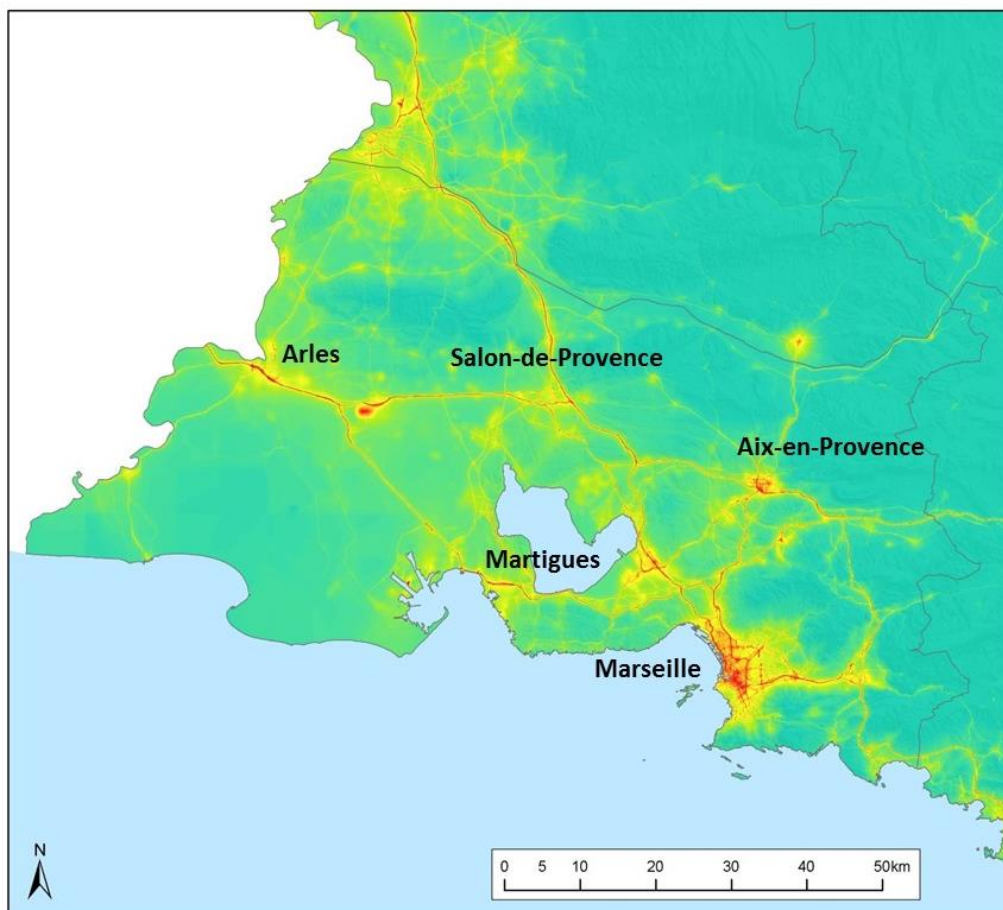 Arles
Salon-de-Provence
Aix-en-Provence
Martigues
Marseille
N
0 5 10 20 30 40 50km